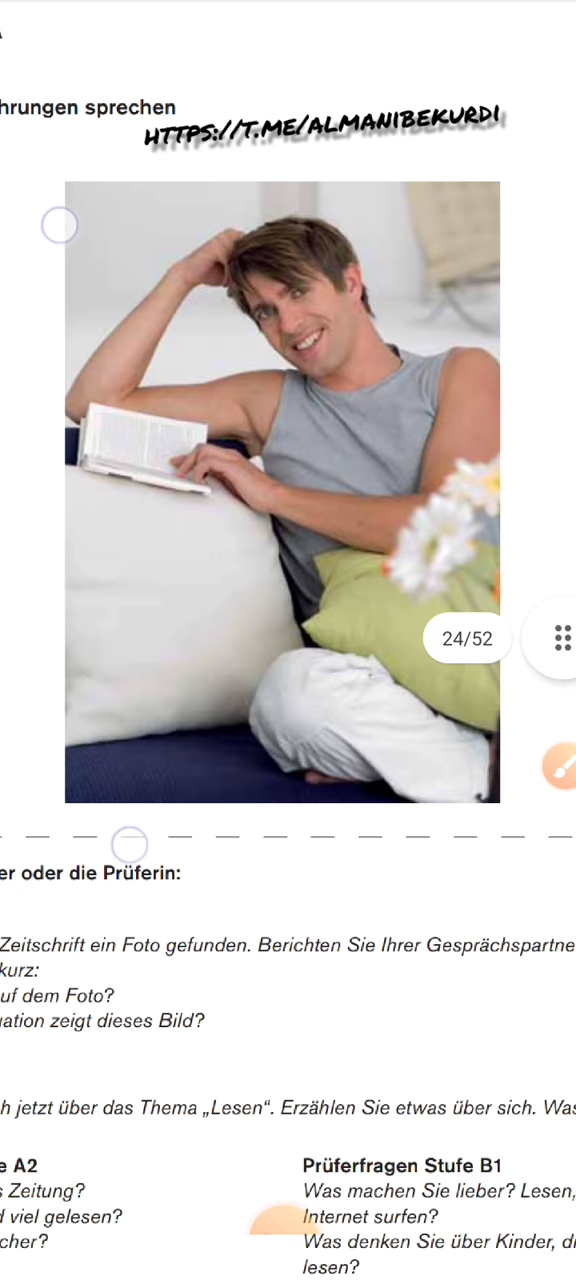 hrungen sprechen
HTTPS://T.ME/ALMANIBEKURDI
24/52
er oder die Prüferin:
Zeitschrift ein Foto gefunden. Berichten Sie Ihrer Gesprächspartne
kurz:
uf dem Foto?
uation zeigt dieses Bild?
h jetzt über das Thema „Lesen“. Erzählen Sie etwas über sich. Was
e A2
s Zeitung?
d viel gelesen?
cher?
Prüferfragen Stufe B1
Was machen Sie lieber? Lesen,
Internet surfen?
Was denken Sie über Kinder, di
lesen?